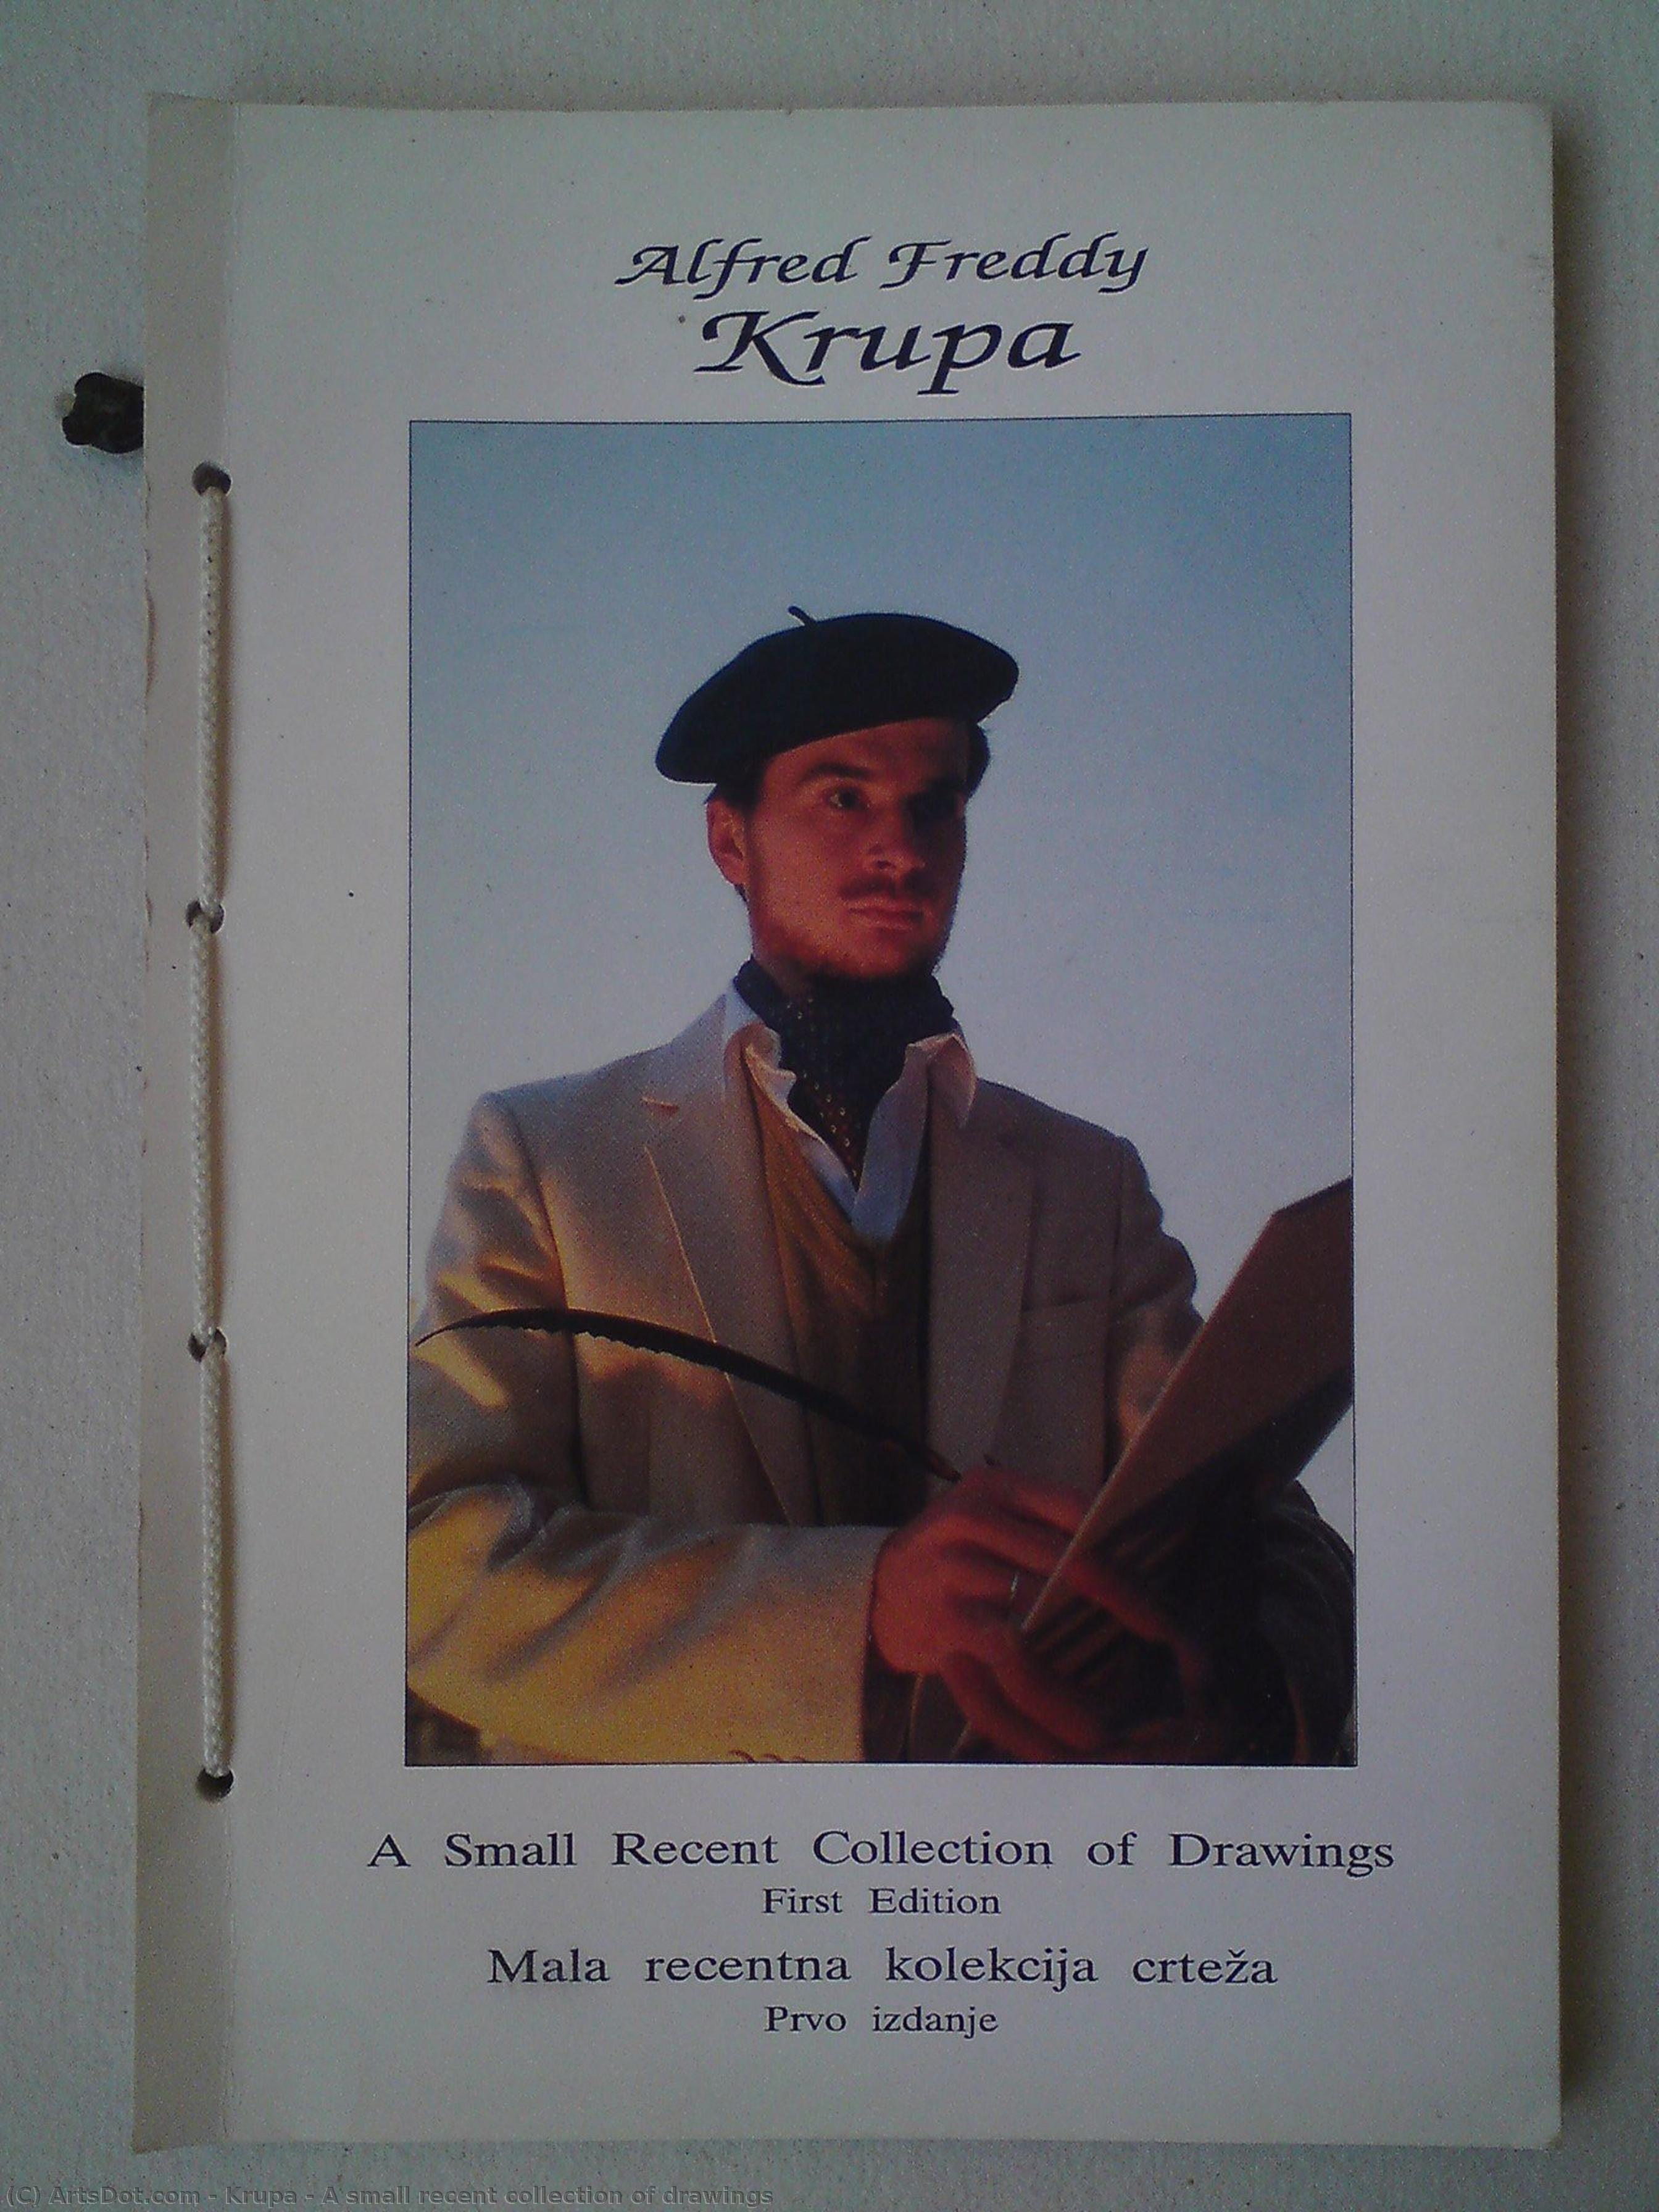 Alfred Freddy
Krupa
A Small Recent Collection of Drawings
First Edition
Mala recentna kolekcija crteža
Prvo izdanje
(C) ArtsDot.com - Krupa - A small recent collection of drawings